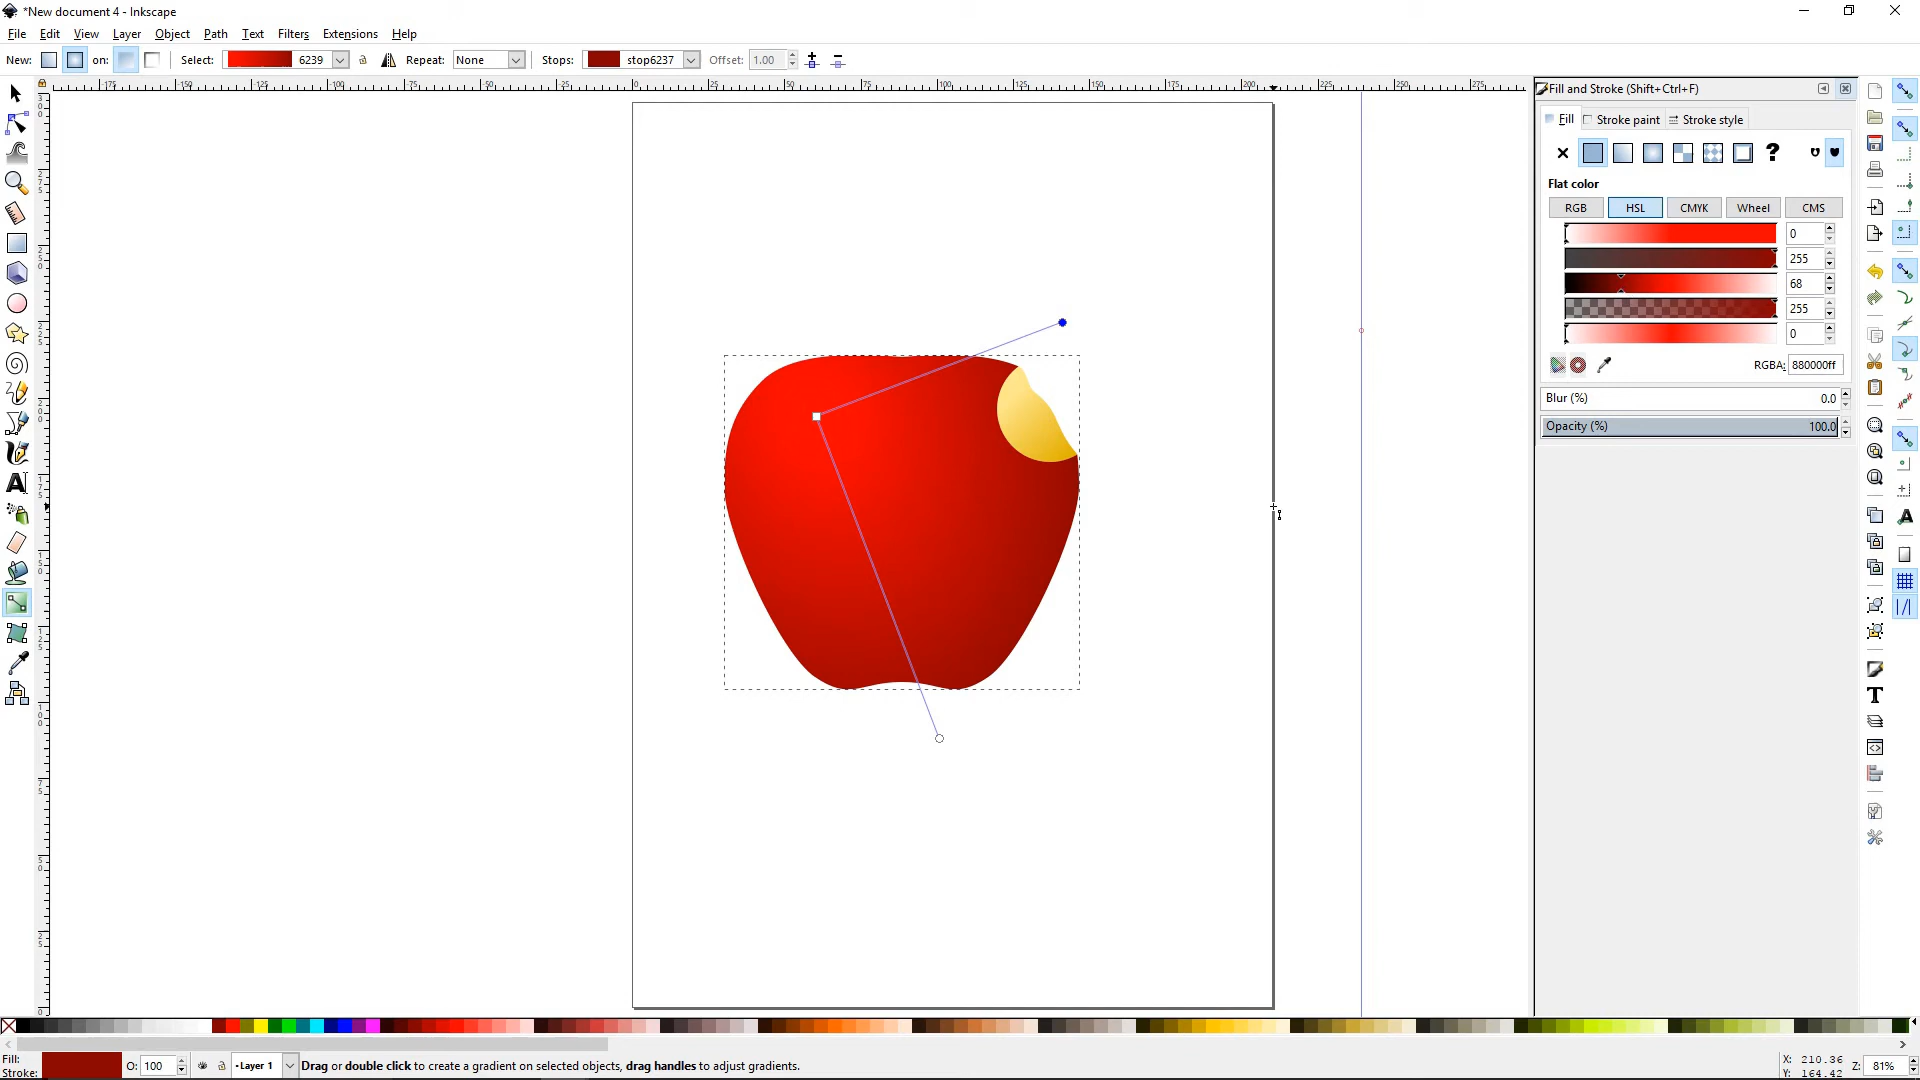 *New document 4 - Inkscape
File Edit View Layer Object Path Text Filters Extensions Help
New: on: Select: 6239 Repeat: None Stops: stop6237 Offset: 1.00
Fill and Stroke (Shift+Ctrl+F)
Fill Stroke paint Stroke style
Flat color
RGB HSL CMYK Wheel CMS
0
255
68
255
0
RGBA: 880000ff
Blur (%) 0.0
Opacity (%) 100.0
Fill:
Stroke:
O: 100
Layer 1
Drag or double click to create a gradient on selected objects, drag handles to adjust gradients.
X: 210.36
Y: 164.42
Z: 81%